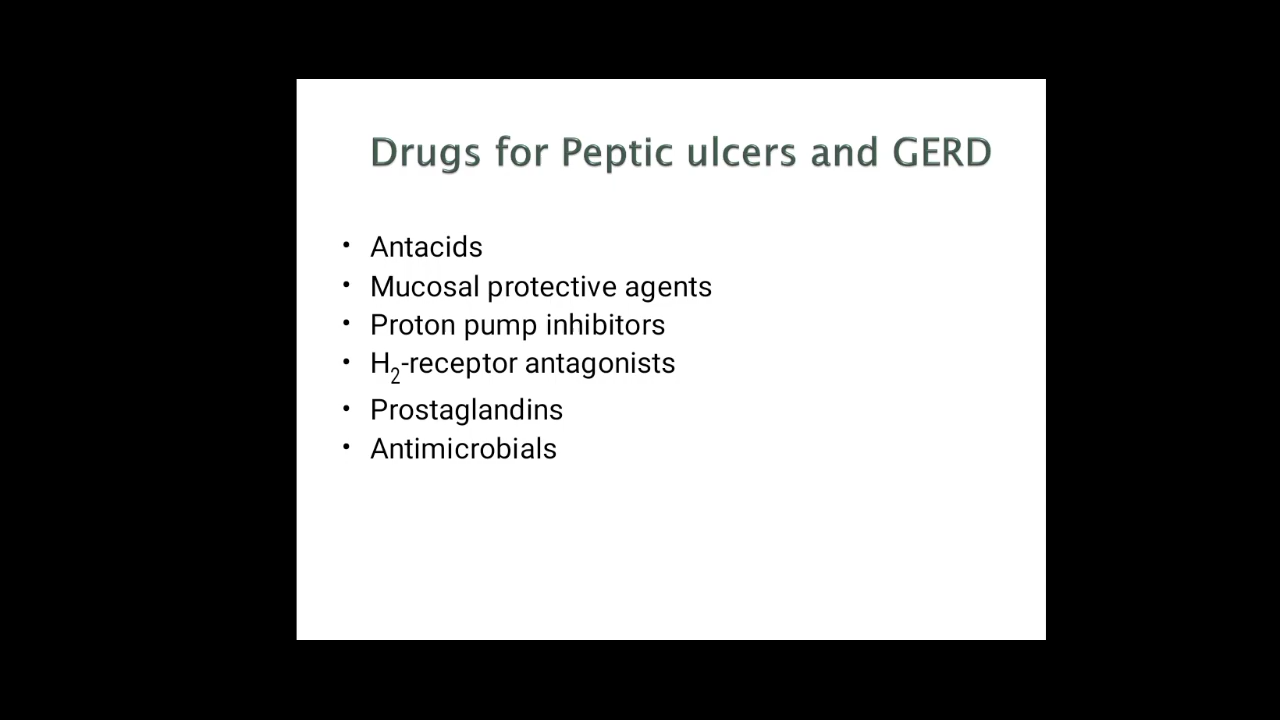 Drugs for Peptic ulcers and GERD
• Antacids
• Mucosal protective agents
• Proton pump inhibitors
• H₂-receptor antagonists
• Prostaglandins
• Antimicrobials